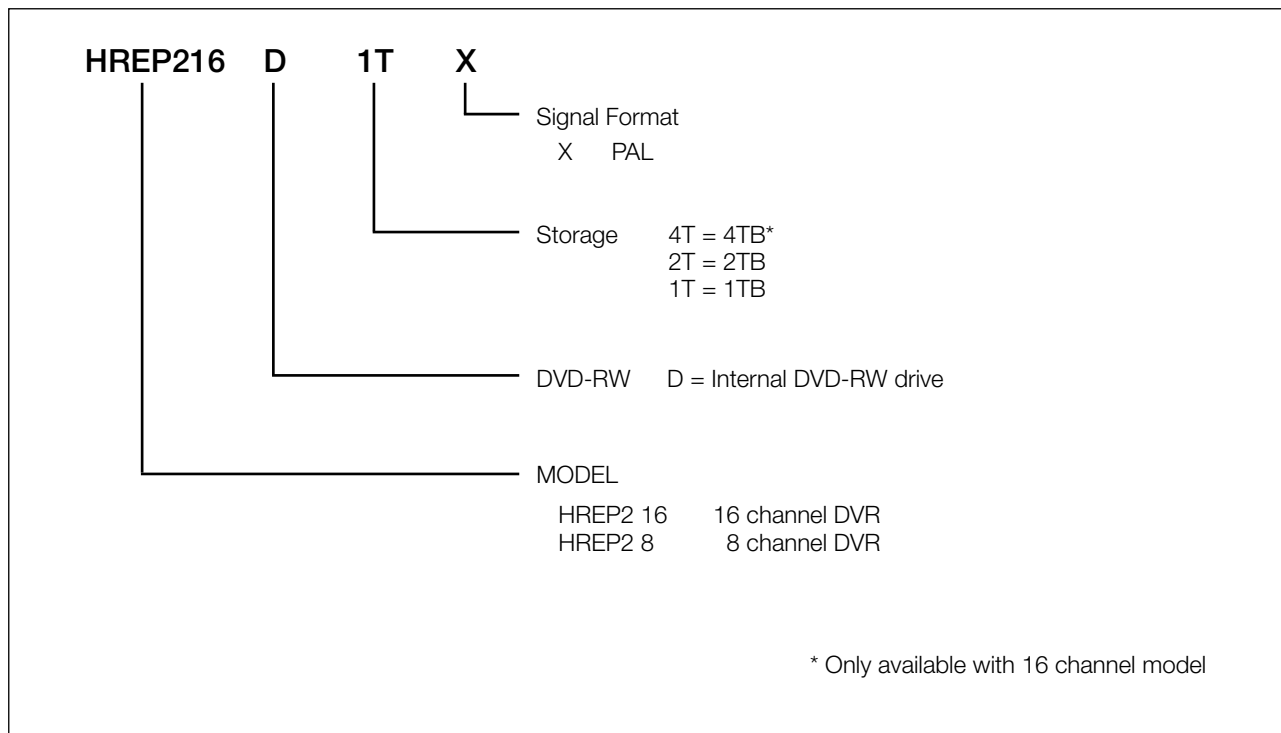 HREP216 D 1T X
Signal Format
X PAL
Storage 4T = 4TB*
2T = 2TB
1T = 1TB
DVD-RW D = Internal DVD-RW drive
MODEL
HREP2 16 16 channel DVR
HREP2 8 8 channel DVR
* Only available with 16 channel model